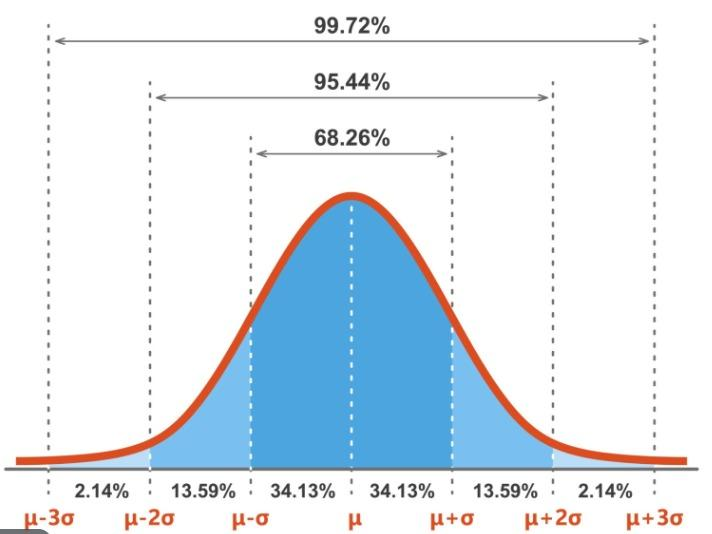 99.72%
95.44%
68.26%
2.14% 13.59% 34.13% 34.13% 13.59% 2.14%
μ-3σ μ-2σ μ-σ μ μ+σ μ+2σ μ+3σ